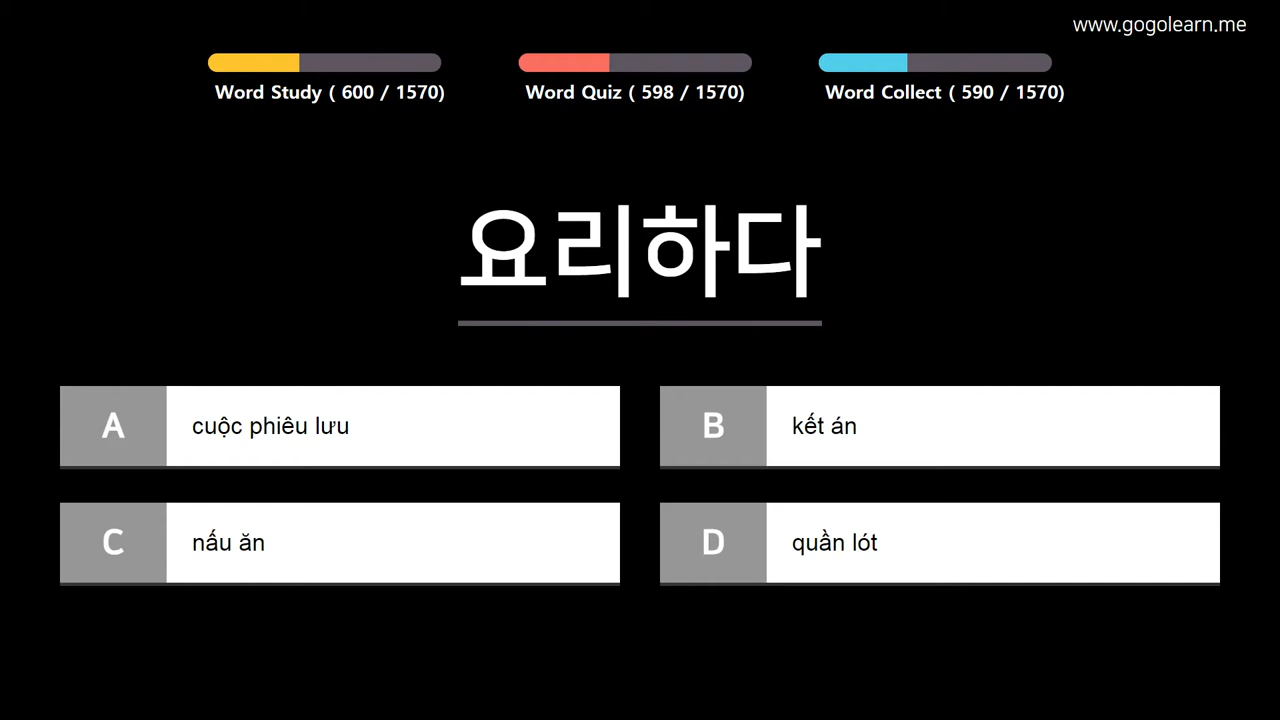 www.gogolearn.me
Word Study ( 600 / 1570)
Word Quiz ( 598 / 1570)
Word Collect ( 590 / 1570)
요리하다
A cuộc phiêu lưu
B kết án
C nấu ăn
D quần lót